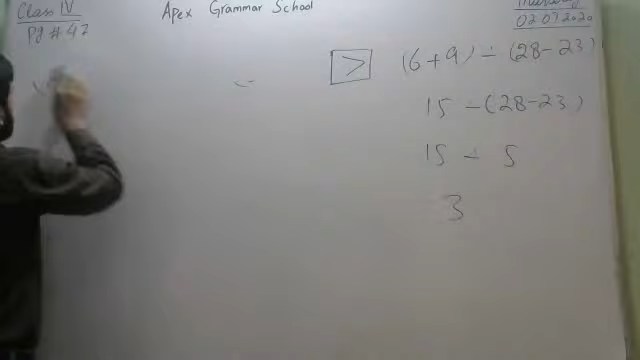 Class IV
Pg # 47
Apex Grammar School
Thursday
02 07 2020
> (6+9) ÷ (28-23)
15 ÷ (28-23)
15 ÷ 5
3